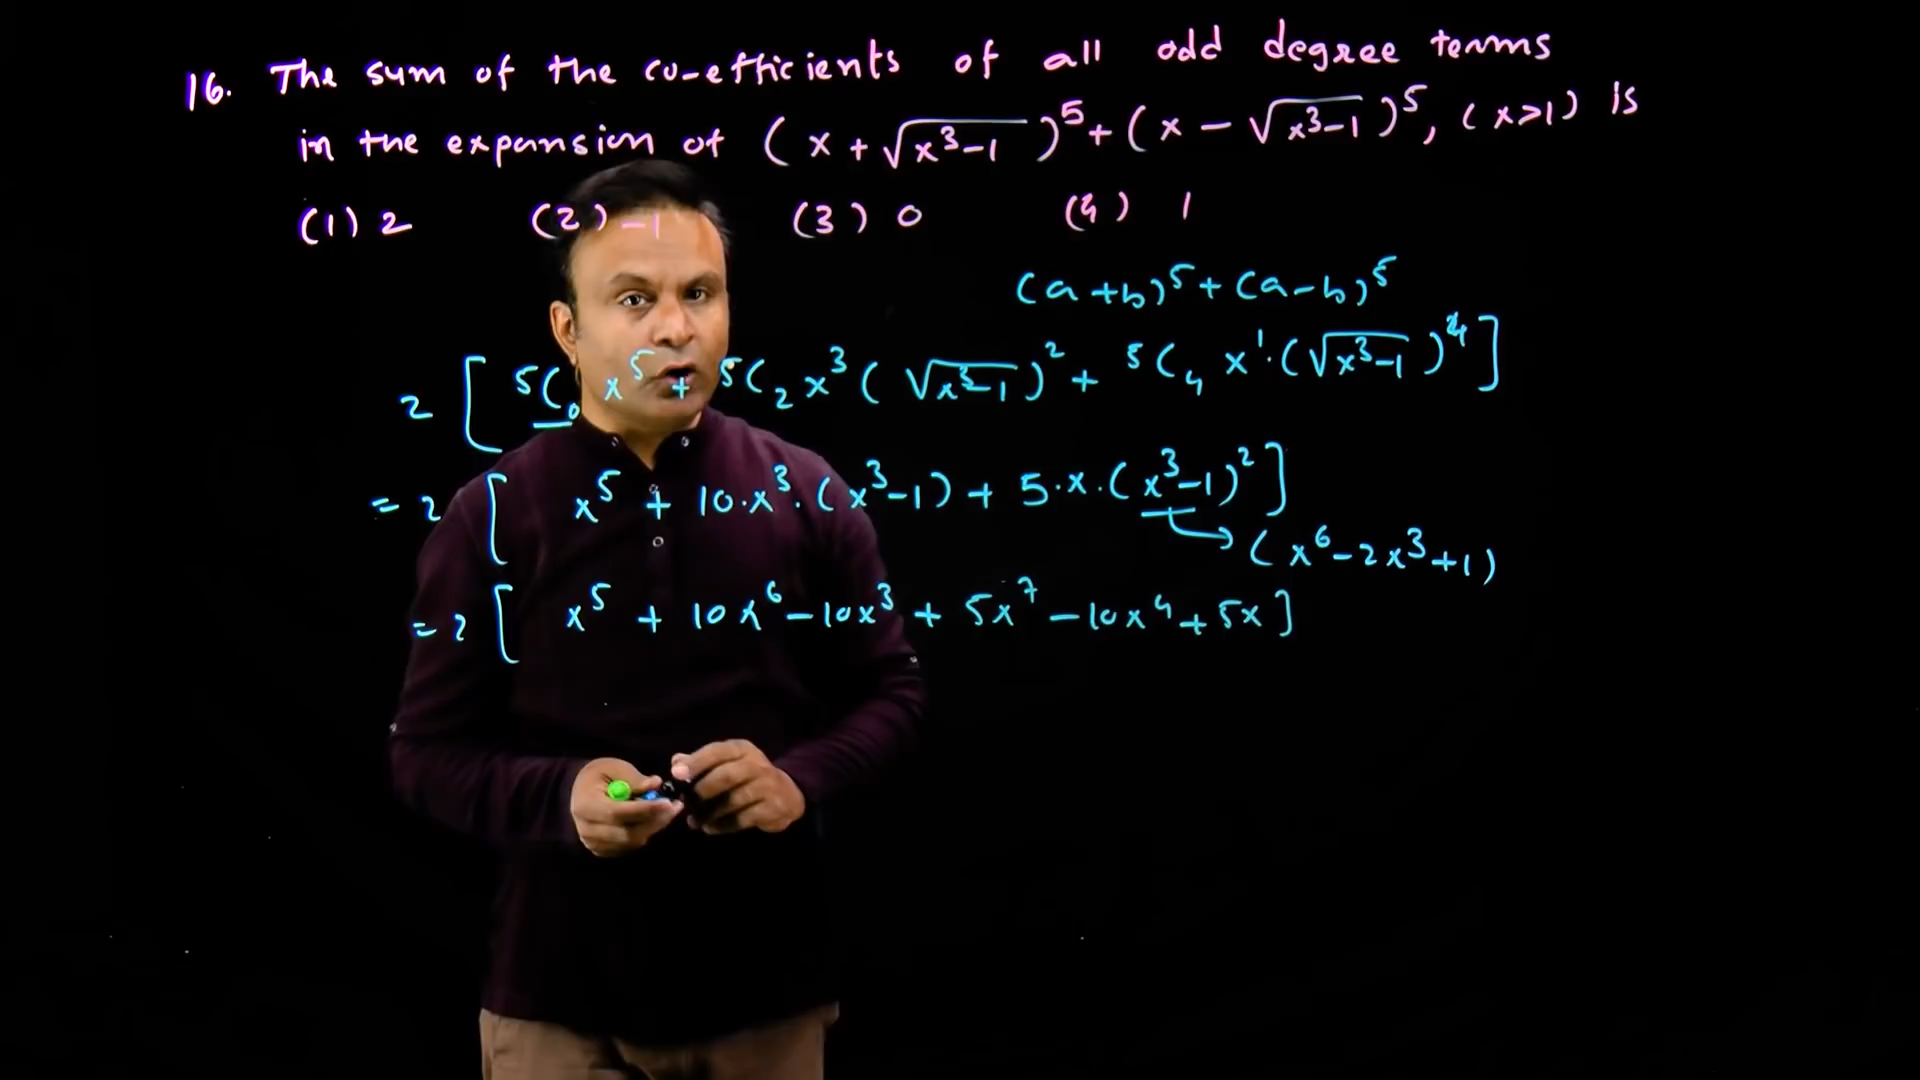 16. The sum of the co-efficients of all odd degree terms
in the expansion of (x + √(x³-1))⁵ + (x - √(x³-1))⁵, (x>1) is
(1) 2 (2) -1 (3) 0 (4) 1
(a+b)⁵ + (a-b)⁵
2 [ ⁵C₀ x⁵ + ⁵C₂ x³ (√(x³-1))² + ⁵C₄ x¹·(√(x³-1))⁴ ]
= 2 [ x⁵ + 10·x³·(x³-1) + 5·x·(x³-1)² ]
(x⁶-2x³+1)
= 2 [ x⁵ + 10x⁶ - 10x³ + 5x⁷ - 10x⁴ + 5x ]